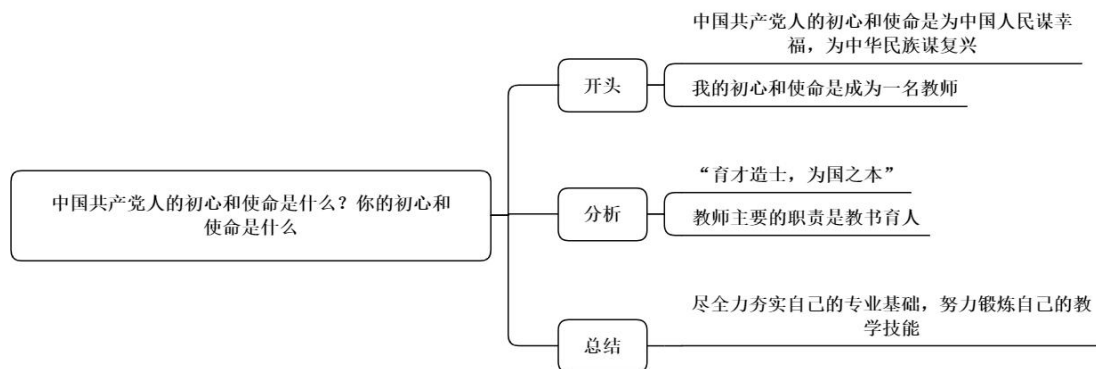 中国共产党人的初心和使命是什么？你的初心和
使命是什么
开头
中国共产党人的初心和使命是为中国人民谋幸
福，为中华民族谋复兴
我的初心和使命是成为一名教师
分析
“育才造士，为国之本”
教师主要的职责是教书育人
总结
尽全力夯实自己的专业基础，努力锻炼自己的教
学技能